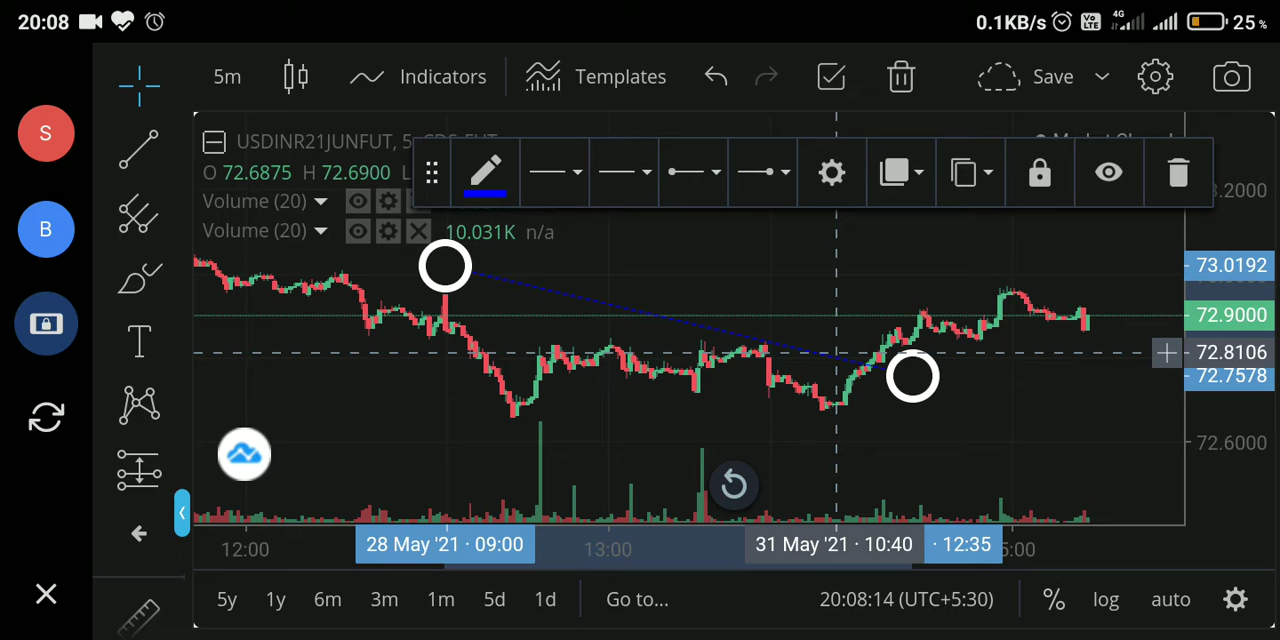 20:08 0.1KB/s Vo LTE 4G 25%
S 5m Indicators Templates Save
USDINR21JUNFUT, 5
O 72.6875 H 72.6900 L
Volume (20)
Volume (20) 10.031K n/a
B
T
73.0192
72.9000
72.8106
72.7578
72.6000
12:00 28 May '21 · 09:00 13:00 31 May '21 · 10:40 · 12:35
5y 1y 6m 3m 1m 5d 1d Go to... 20:08:14 (UTC+5:30) % log auto